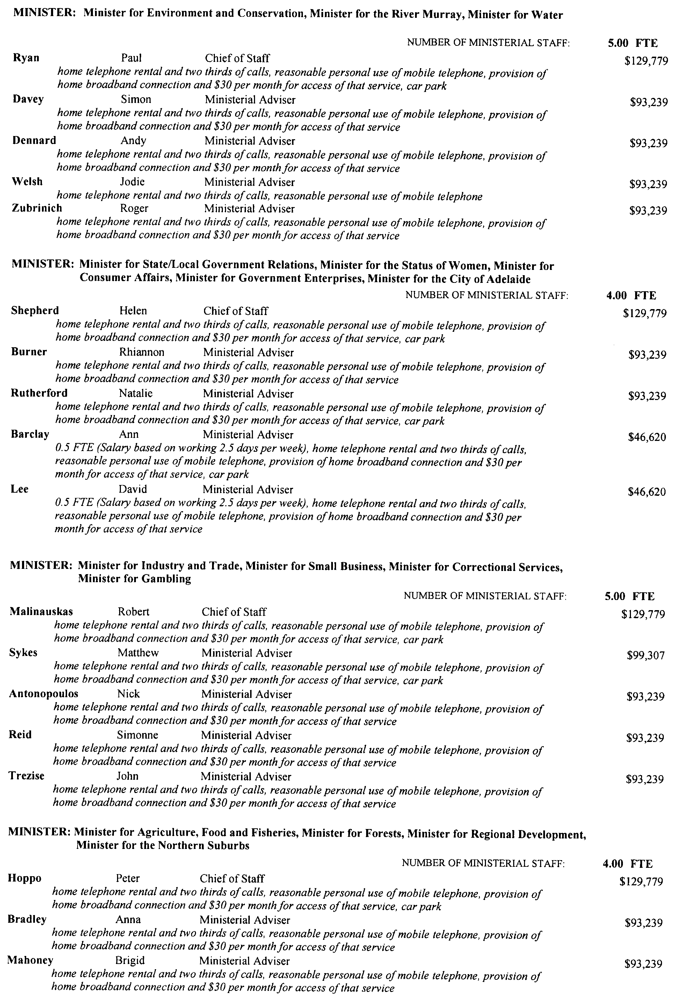 MINISTER: Minister for Environment and Conservation, Minister for the River Murray, Minister for Water
NUMBER OF MINISTERIAL STAFF: 5.00 FTE
Ryan Paul Chief of Staff $129,779
home telephone rental and two thirds of calls, reasonable personal use of mobile telephone, provision of
home broadband connection and $30 per month for access of that service, car park
Davey Simon Ministerial Adviser $93,239
home telephone rental and two thirds of calls, reasonable personal use of mobile telephone, provision of
home broadband connection and $30 per month for access of that service
Dennard Andy Ministerial Adviser $93,239
home telephone rental and two thirds of calls, reasonable personal use of mobile telephone, provision of
home broadband connection and $30 per month for access of that service
Welsh Jodie Ministerial Adviser $93,239
home telephone rental and two thirds of calls, reasonable personal use of mobile telephone
Zubrinich Roger Ministerial Adviser $93,239
home telephone rental and two thirds of calls, reasonable personal use of mobile telephone, provision of
home broadband connection and $30 per month for access of that service
MINISTER: Minister for State/Local Government Relations, Minister for the Status of Women, Minister for
Consumer Affairs, Minister for Government Enterprises, Minister for the City of Adelaide
NUMBER OF MINISTERIAL STAFF: 4.00 FTE
Shepherd Helen Chief of Staff $129,779
home telephone rental and two thirds of calls, reasonable personal use of mobile telephone, provision of
home broadband connection and $30 per month for access of that service, car park
Burner Rhiannon Ministerial Adviser $93,239
home telephone rental and two thirds of calls, reasonable personal use of mobile telephone, provision of
home broadband connection and $30 per month for access of that service
Rutherford Natalie Ministerial Adviser $93,239
home telephone rental and two thirds of calls, reasonable personal use of mobile telephone, provision of
home broadband connection and $30 per month for access of that service, car park
Barclay Ann Ministerial Adviser $46,620
0.5 FTE (Salary based on working 2.5 days per week), home telephone rental and two thirds of calls,
reasonable personal use of mobile telephone, provision of home broadband connection and $30 per
month for access of that service, car park
Lee David Ministerial Adviser $46,620
0.5 FTE (Salary based on working 2.5 days per week), home telephone rental and two thirds of calls,
reasonable personal use of mobile telephone, provision of home broadband connection and $30 per
month for access of that service
MINISTER: Minister for Industry and Trade, Minister for Small Business, Minister for Correctional Services,
Minister for Gambling
NUMBER OF MINISTERIAL STAFF: 5.00 FTE
Malinauskas Robert Chief of Staff $129,779
home telephone rental and two thirds of calls, reasonable personal use of mobile telephone, provision of
home broadband connection and $30 per month for access of that service, car park
Sykes Matthew Ministerial Adviser $99,307
home telephone rental and two thirds of calls, reasonable personal use of mobile telephone, provision of
home broadband connection and $30 per month for access of that service, car park
Antonopoulos Nick Ministerial Adviser $93,239
home telephone rental and two thirds of calls, reasonable personal use of mobile telephone, provision of
home broadband connection and $30 per month for access of that service
Reid Simonne Ministerial Adviser $93,239
home telephone rental and two thirds of calls, reasonable personal use of mobile telephone, provision of
home broadband connection and $30 per month for access of that service
Trezise John Ministerial Adviser $93,239
home telephone rental and two thirds of calls, reasonable personal use of mobile telephone, provision of
home broadband connection and $30 per month for access of that service
MINISTER: Minister for Agriculture, Food and Fisheries, Minister for Forests, Minister for Regional Development,
Minister for the Northern Suburbs
NUMBER OF MINISTERIAL STAFF: 4.00 FTE
Hoppo Peter Chief of Staff $129,779
home telephone rental and two thirds of calls, reasonable personal use of mobile telephone, provision of
home broadband connection and $30 per month for access of that service, car park
Bradley Anna Ministerial Adviser $93,239
home telephone rental and two thirds of calls, reasonable personal use of mobile telephone, provision of
home broadband connection and $30 per month for access of that service
Mahoney Brigid Ministerial Adviser $93,239
home telephone rental and two thirds of calls, reasonable personal use of mobile telephone, provision of
home broadband connection and $30 per month for access of that service